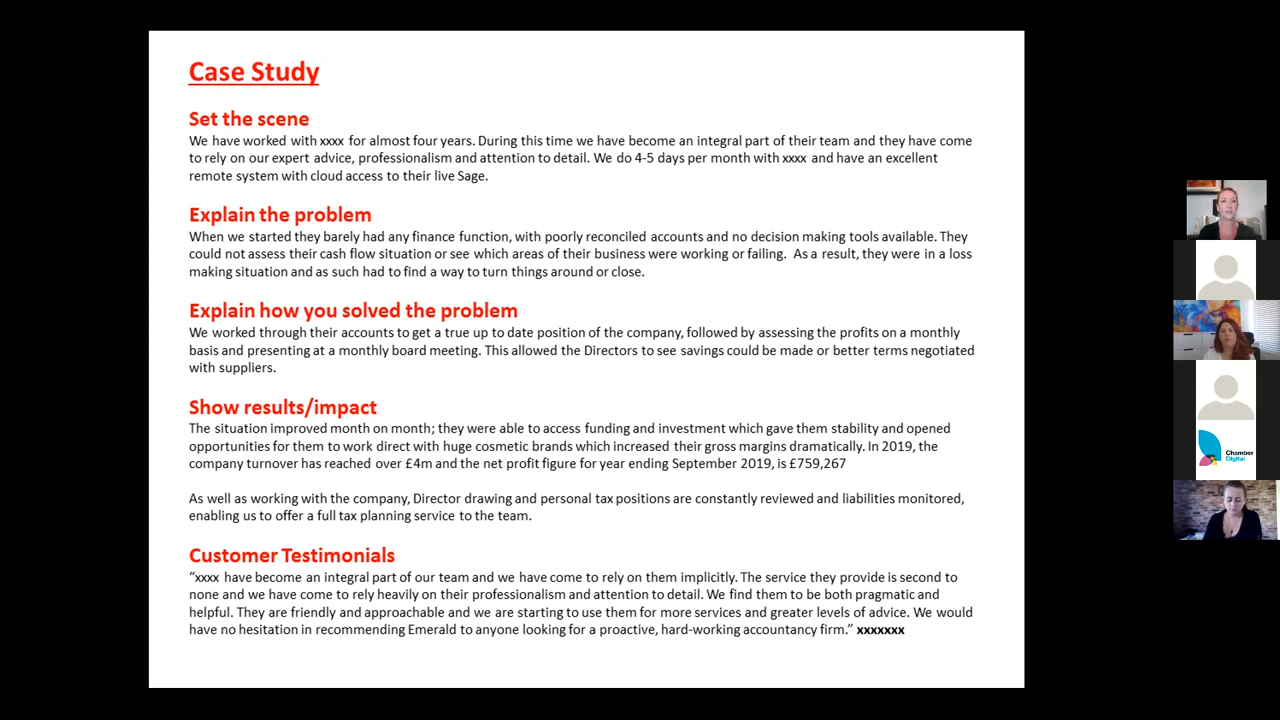 Case Study
Set the scene
We have worked with xxxx for almost four years. During this time we have become an integral part of their team and they have come
to rely on our expert advice, professionalism and attention to detail. We do 4-5 days per month with xxxx and have an excellent
remote system with cloud access to their live Sage.
Explain the problem
When we started they barely had any finance function, with poorly reconciled accounts and no decision making tools available. They
could not assess their cash flow situation or see which areas of their business were working or failing. As a result, they were in a loss
making situation and as such had to find a way to turn things around or close.
Explain how you solved the problem
We worked through their accounts to get a true up to date position of the company, followed by assessing the profits on a monthly
basis and presenting at a monthly board meeting. This allowed the Directors to see savings could be made or better terms negotiated
with suppliers.
Show results/impact
The situation improved month on month; they were able to access funding and investment which gave them stability and opened
opportunities for them to work direct with huge cosmetic brands which increased their gross margins dramatically. In 2019, the
company turnover has reached over £4m and the net profit figure for year ending September 2019, is £759,267
As well as working with the company, Director drawing and personal tax positions are constantly reviewed and liabilities monitored,
enabling us to offer a full tax planning service to the team.
Customer Testimonials
“xxxx have become an integral part of our team and we have come to rely on them implicitly. The service they provide is second to
none and we have come to rely heavily on their professionalism and attention to detail. We find them to be both pragmatic and
helpful. They are friendly and approachable and we are starting to use them for more services and greater levels of advice. We would
have no hesitation in recommending Emerald to anyone looking for a proactive, hard-working accountancy firm.” xxxxxxx
Chamber
Digital